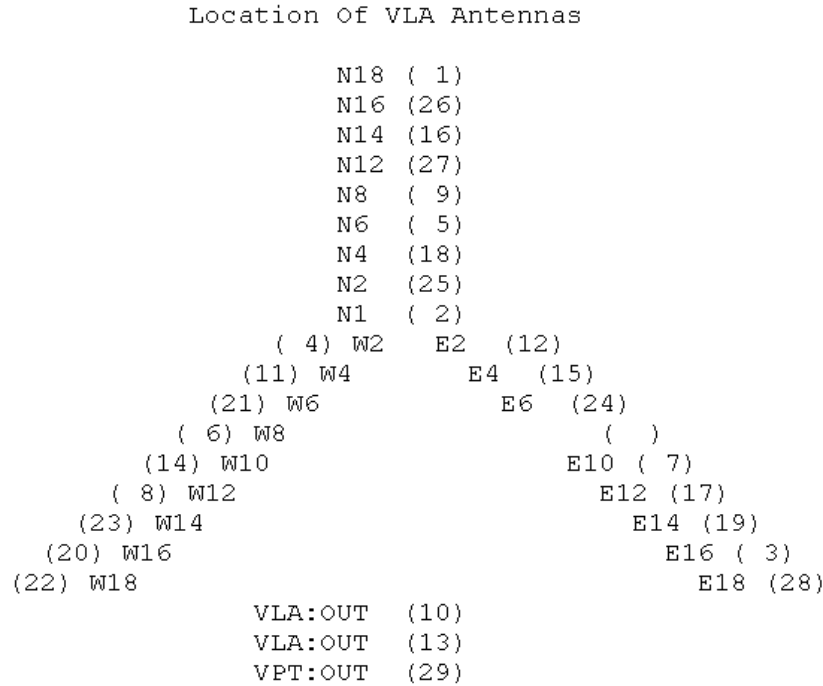 Location Of VLA Antennas
N18 ( 1)
N16 (26)
N14 (16)
N12 (27)
N8 ( 9)
N6 ( 5)
N4 (18)
N2 (25)
N1 ( 2)
( 4) W2 E2 (12)
(11) W4 E4 (15)
(21) W6 E6 (24)
( 6) W8 ( )
(14) W10 E10 ( 7)
( 8) W12 E12 (17)
(23) W14 E14 (19)
(20) W16 E16 ( 3)
(22) W18 E18 (28)
VLA:OUT (10)
VLA:OUT (13)
VPT:OUT (29)